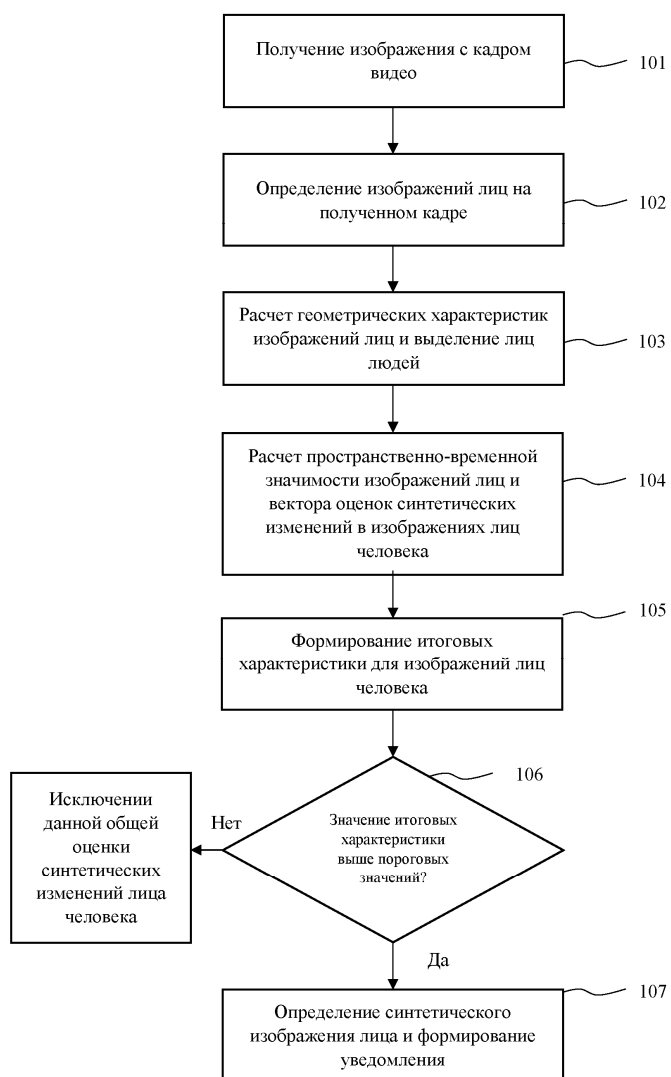 Получение изображения с кадром
видео
101
Определение изображений лиц на
полученном кадре
102
Расчет геометрических характеристик
изображений лиц и выделение лиц
людей
103
Расчет пространственно-временной
значимости изображений лиц и
вектора оценок синтетических
изменений в изображениях лиц
человека
104
105
Формирование итоговых
характеристики для изображений лиц
человека
106
Значение итоговых
характеристики
выше пороговых
значений?
Нет
Исключении
данной общей
оценки
синтетических
изменений лица
человека
Да
107
Определение синтетического
изображения лица и формирование
уведомления